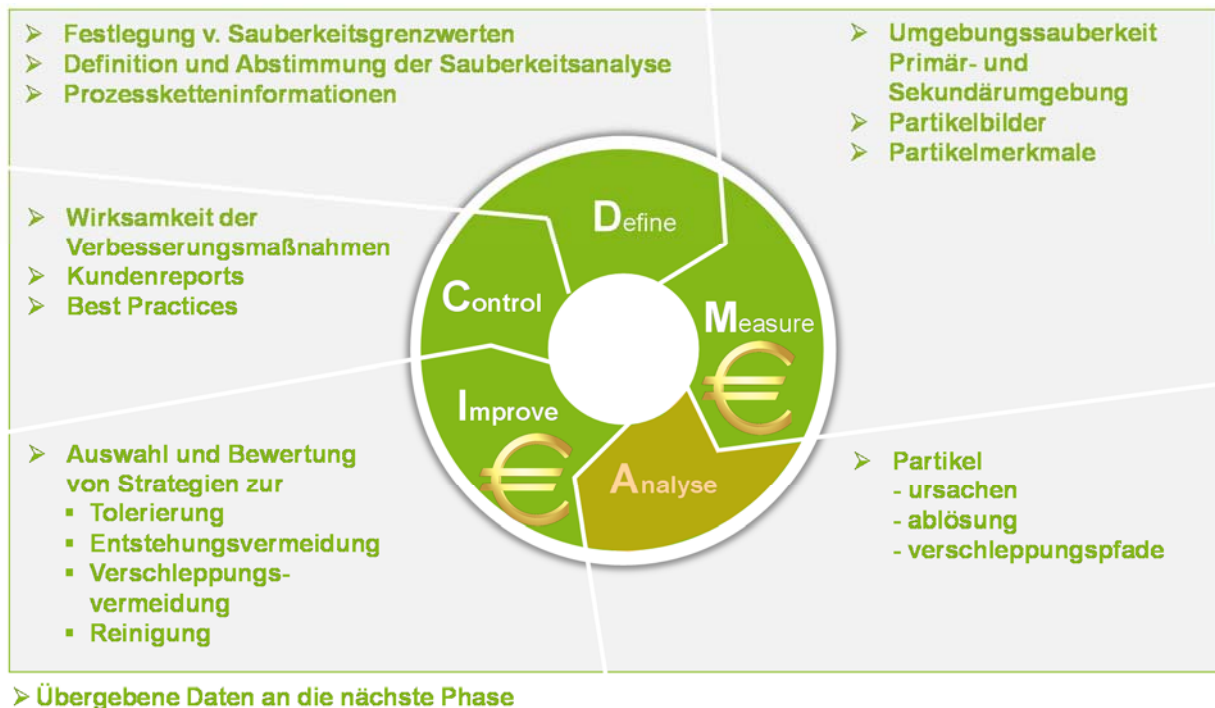 ➢ Festlegung v. Sauberkeitsgrenzwerten
➢ Definition und Abstimmung der Sauberkeitsanalyse
➢ Prozessketteninformationen
➢ Umgebungssauberkeit
Primär- und
Sekundärumgebung
➢ Partikelbilder
➢ Partikelmerkmale
➢ Wirksamkeit der
Verbesserungsmaßnahmen
➢ Kundenreports
➢ Best Practices
Define
Control
Measure
€
Improve
€
Analyse
➢ Auswahl und Bewertung
von Strategien zur
▪ Tolerierung
▪ Entstehungsvermeidung
▪ Verschleppungs-
vermeidung
▪ Reinigung
➢ Partikel
- ursachen
- ablösung
- verschleppungspfade
➢ Übergebene Daten an die nächste Phase